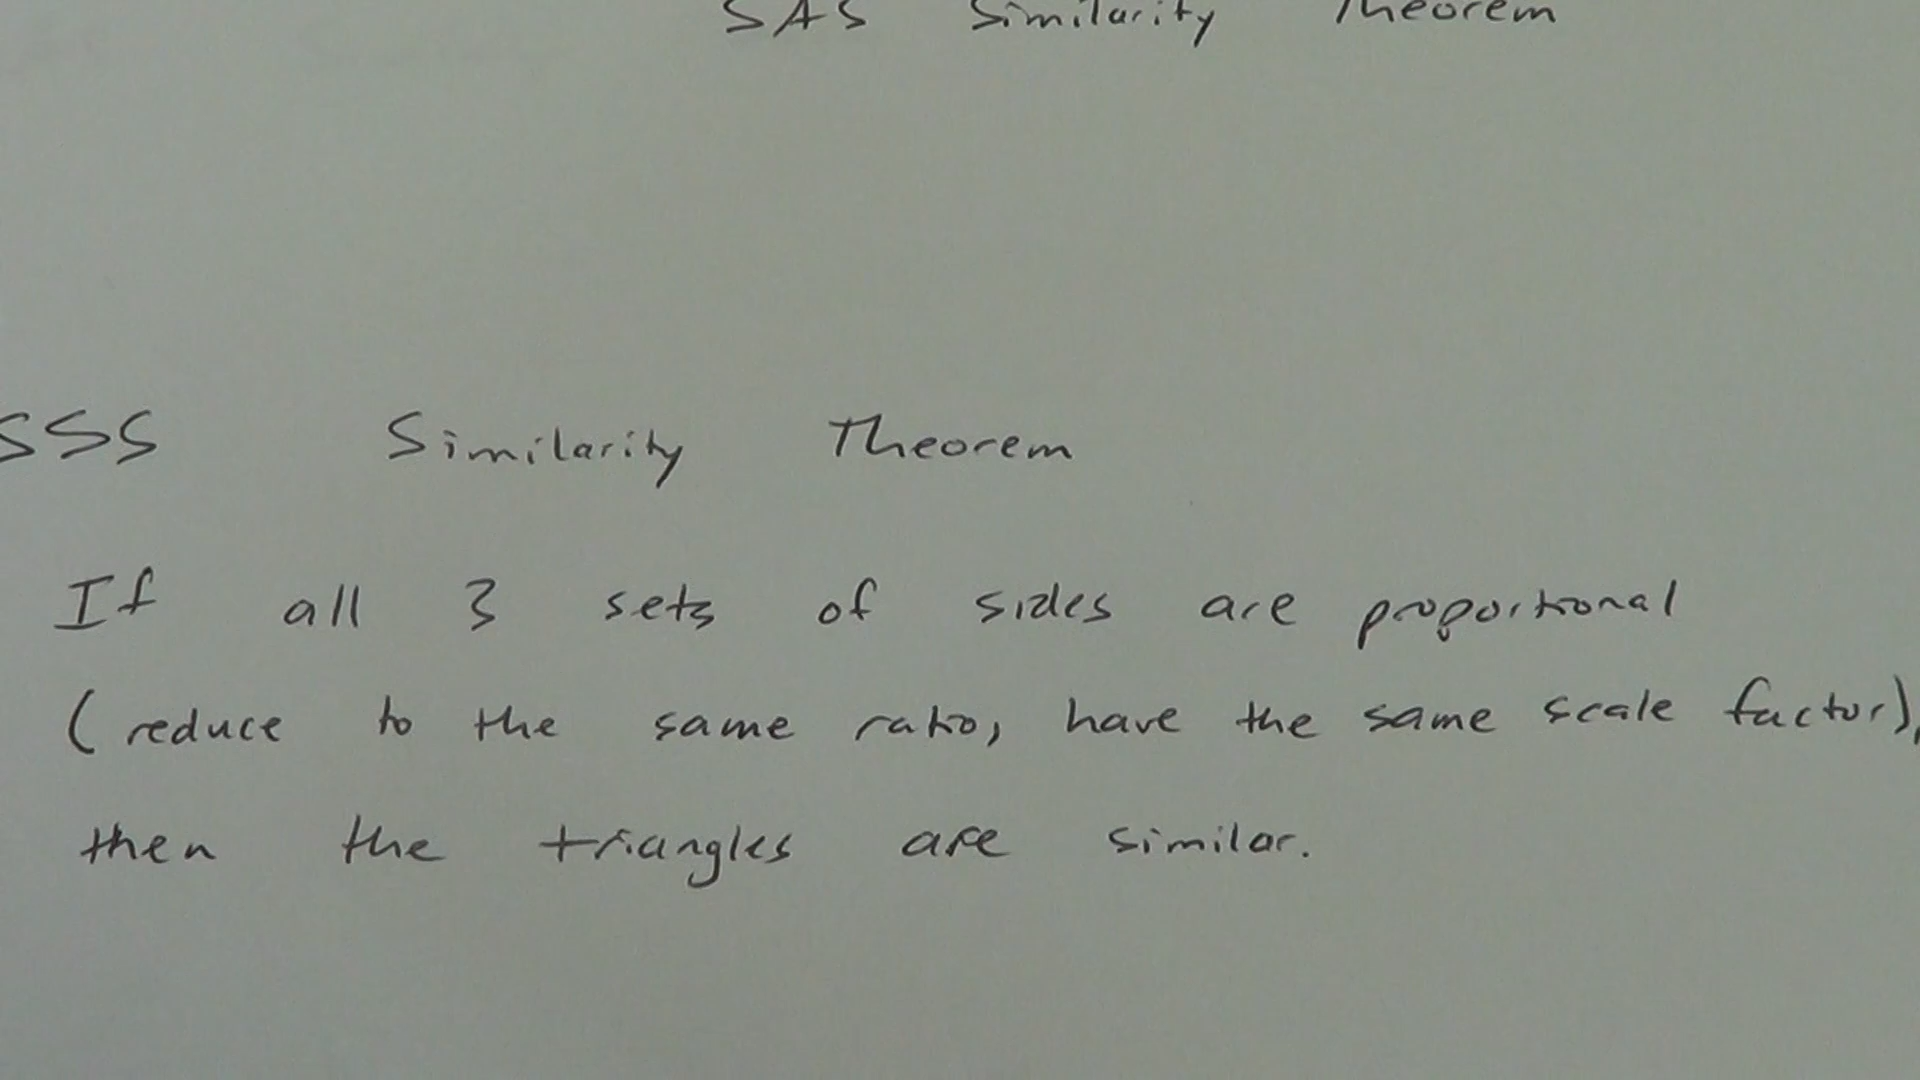 SAS Similarity Theorem
SSS Similarity Theorem
If all 3 sets of sides are proportional
(reduce to the same ratio, have the same scale factor),
then the triangles are similar.